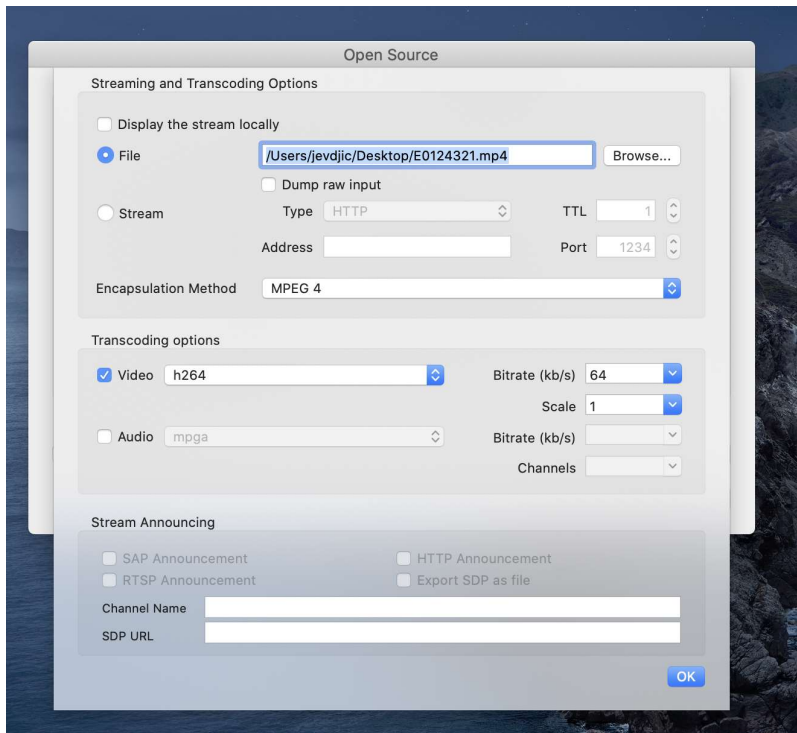 Open Source
Streaming and Transcoding Options
Display the stream locally
File /Users/jevdjic/Desktop/E0124321.mp4 Browse...
Dump raw input
Stream Type HTTP TTL 1
Address Port 1234
Encapsulation Method MPEG 4
Transcoding options
Video h264 Bitrate (kb/s) 64
Scale 1
Audio mpga Bitrate (kb/s)
Channels
Stream Announcing
SAP Announcement HTTP Announcement
RTSP Announcement Export SDP as file
Channel Name
SDP URL
OK